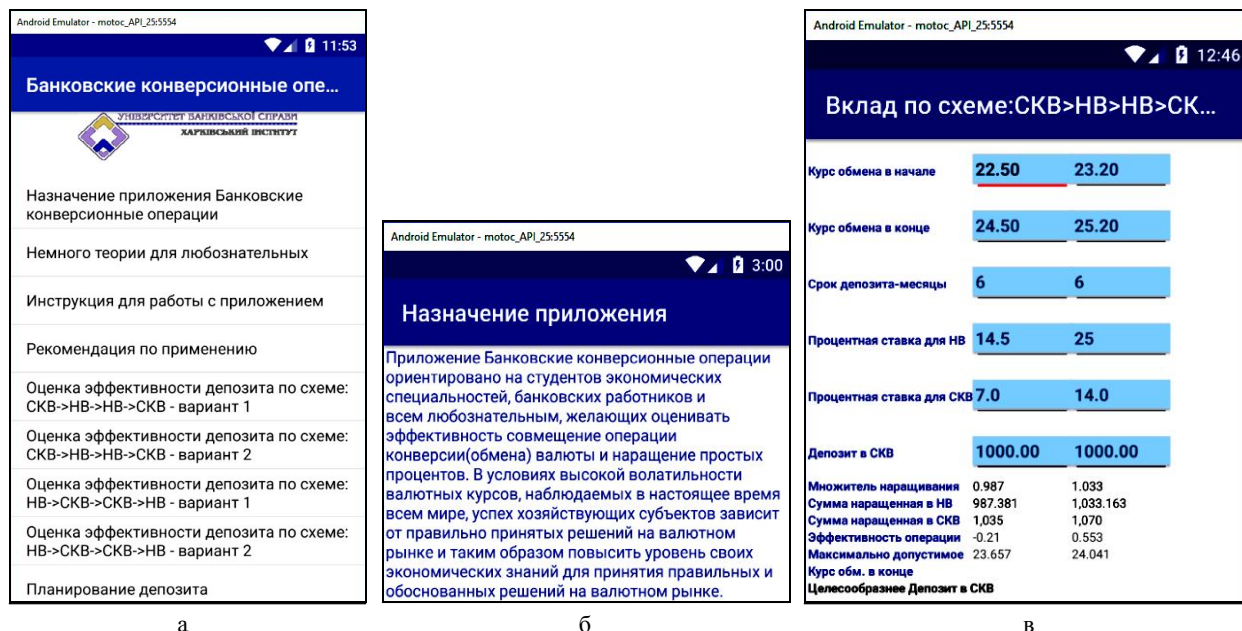 Android Emulator - motoc_API_25:5554
11:53
Банковские конверсионные опе...
УНІВЕРСИТЕТ БАНКІВСЬКОЇ СПРАВИ
ХАРКІВСЬКИЙ ІНСТИТУТ
Назначение приложения Банковские
конверсионные операции
Немного теории для любознательных
Инструкция для работы с приложением
Рекомендация по применению
Оценка эффективности депозита по схеме:
СКВ->НВ->НВ->СКВ - вариант 1
Оценка эффективности депозита по схеме:
СКВ->НВ->НВ->СКВ - вариант 2
Оценка эффективности депозита по схеме:
НВ->СКВ->СКВ->НВ - вариант 1
Оценка эффективности депозита по схеме:
НВ->СКВ->СКВ->НВ - вариант 2
Планирование депозита
а
Android Emulator - motoc_API_25:5554
3:00
Назначение приложения
Приложение Банковские конверсионные операции
ориентировано на студентов экономических
специальностей, банковских работников и
всем любознательным, желающих оценивать
эффективность совмещение операции
конверсии(обмена) валюты и наращение простых
процентов. В условиях высокой волатильности
валютных курсов, наблюдаемых в настоящее время
всем мире, успех хозяйствующих субъектов зависит
от правильно принятых решений на валютном
рынке и таким образом повысить уровень своих
экономических знаний для принятия правильных и
обоснованных решений на валютном рынке.
б
Android Emulator - motoc_API_25:5554
12:46
Вклад по схеме:СКВ>НВ>НВ>СК...
Курс обмена в начале 22.50 23.20
Курс обмена в конце 24.50 25.20
Срок депозита-месяцы 6 6
Процентная ставка для НВ 14.5 25
Процентная ставка для СКВ 7.0 14.0
Депозит в СКВ 1000.00 1000.00
Множитель наращивания 0.987 1.033
Сумма наращенная в НВ 987.381 1,033.163
Сумма наращенная в СКВ 1,035 1,070
Эффективность операции -0.21 0.553
Максимально допустимое 23.657 24.041
Курс обм. в конце
Целесообразнее Депозит в СКВ
в